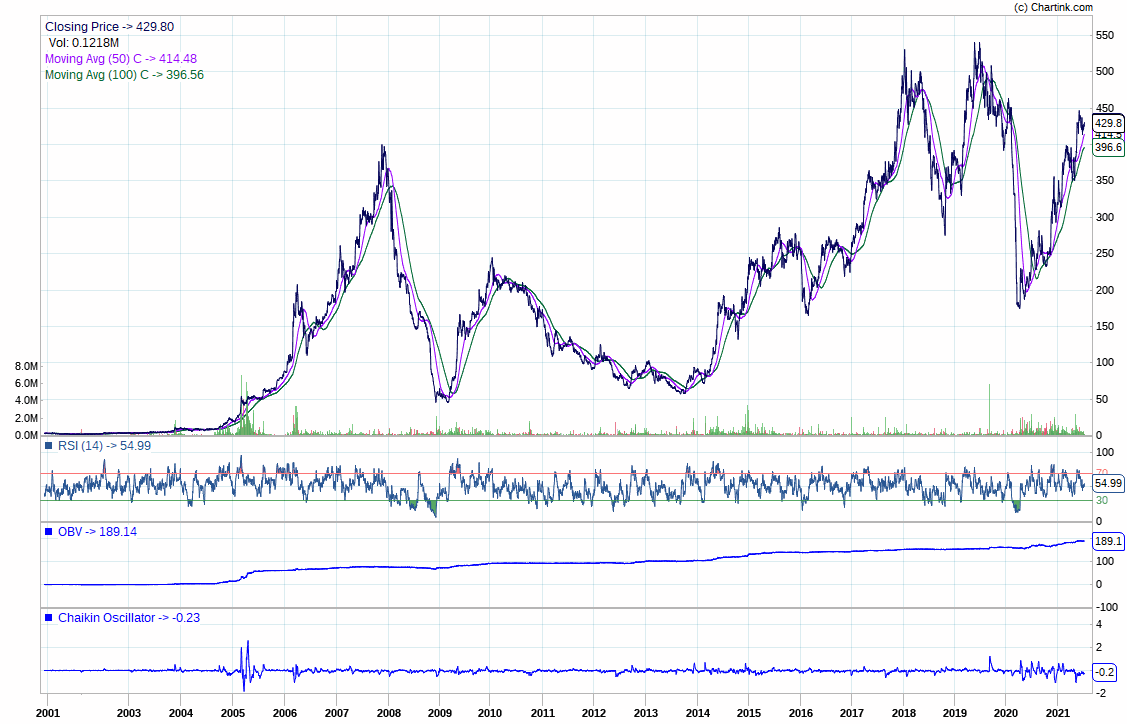 (c) Chartink.com
Closing Price -> 429.80
Vol: 0.1218M
Moving Avg (50) C -> 414.48
Moving Avg (100) C -> 396.56
550
500
450
429.8
414.5
396.6
350
300
250
200
150
100
50
0
8.0M
6.0M
4.0M
2.0M
0.0M
RSI (14) -> 54.99
100
70
54.99
30
0
OBV -> 189.14
189.1
100
0
-100
Chaikin Oscillator -> -0.23
4
2
-0.2
-2
2001 2003 2004 2005 2006 2007 2008 2009 2010 2011 2012 2013 2014 2015 2016 2017 2018 2019 2020 2021